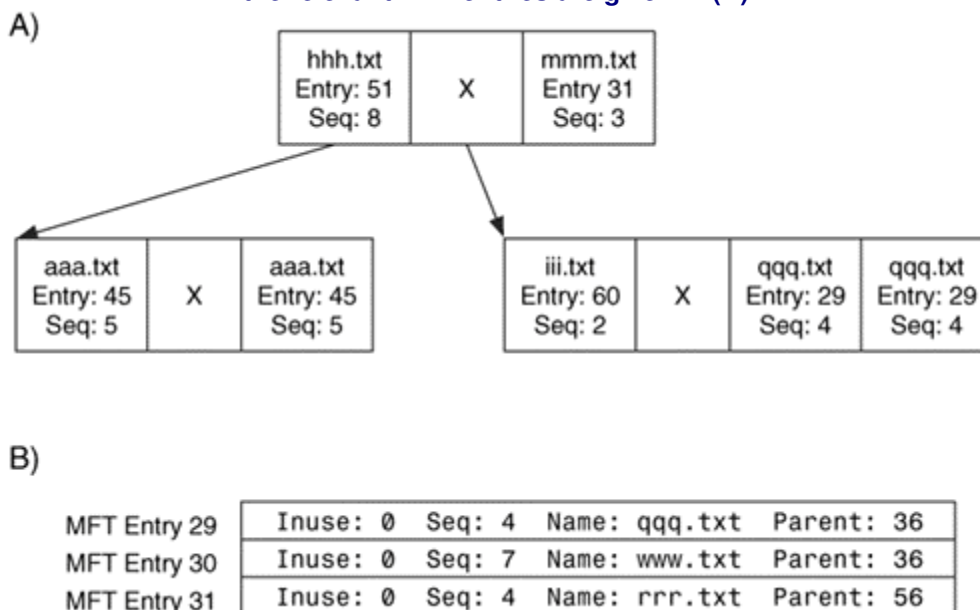 A)
hhh.txt
Entry: 51
Seq: 8
X
mmm.txt
Entry 31
Seq: 3
aaa.txt
Entry: 45
Seq: 5
X
aaa.txt
Entry: 45
Seq: 5
iii.txt
Entry: 60
Seq: 2
X
qqq.txt
Entry: 29
Seq: 4
qqq.txt
Entry: 29
Seq: 4
B)
MFT Entry 29 Inuse: 0 Seq: 4 Name: qqq.txt Parent: 36
MFT Entry 30 Inuse: 0 Seq: 7 Name: www.txt Parent: 36
MFT Entry 31 Inuse: 0 Seq: 4 Name: rrr.txt Parent: 56